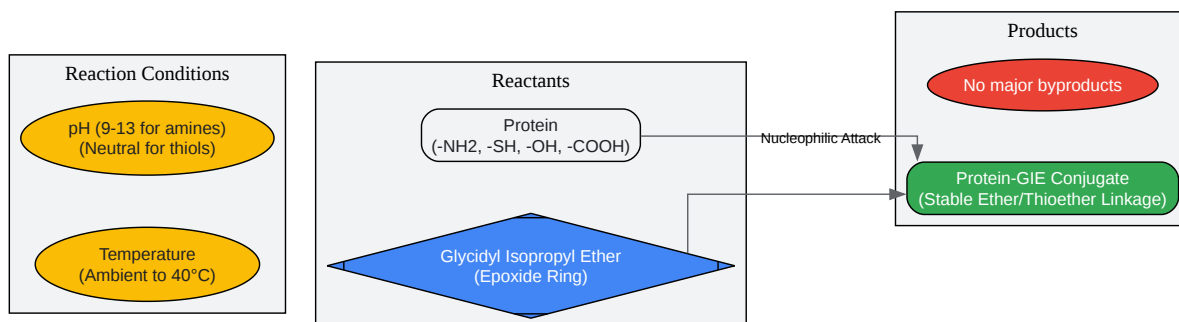 Reaction Conditions
pH (9-13 for amines)
(Neutral for thiols)
Temperature
(Ambient to 40°C)
Reactants
Protein
(-NH2, -SH, -OH, -COOH)
Glycidyl Isopropyl Ether
(Epoxide Ring)
Nucleophilic Attack
Products
No major byproducts
Protein-GIE Conjugate
(Stable Ether/Thioether Linkage)